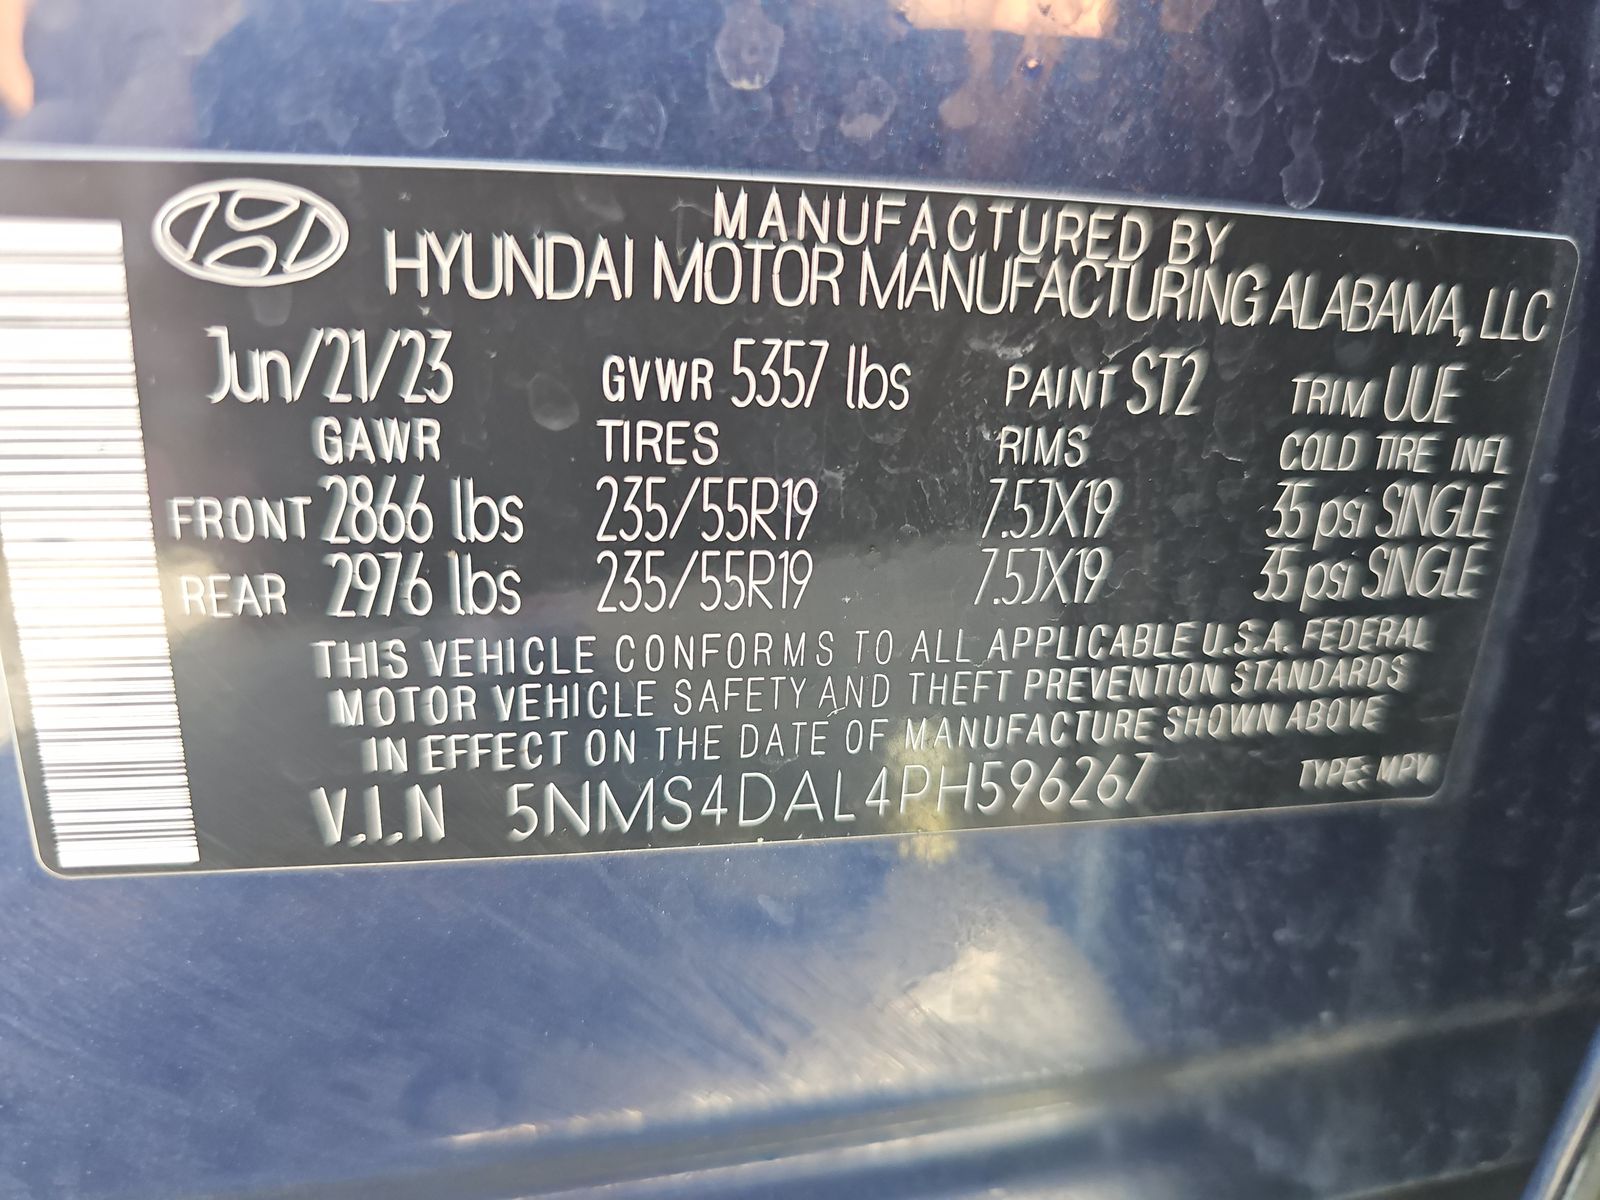 MANUFACTURED BY
HYUNDAI MOTOR MANUFACTURING ALABAMA, LLC
Jun/21/23 GVWR 5357 lbs PAINT ST2 TRIM UUE
GAWR TIRES RIMS COLD TIRE INFL
FRONT 2866 lbs 235/55R19 7.5JX19 35 psi SINGLE
REAR 2976 lbs 235/55R19 7.5JX19 35 psi SINGLE
THIS VEHICLE CONFORMS TO ALL APPLICABLE U.S.A. FEDERAL
MOTOR VEHICLE SAFETY AND THEFT PREVENTION STANDARDS
IN EFFECT ON THE DATE OF MANUFACTURE SHOWN ABOVE
V.I.N 5NMS4DAL4PH596267 TYPE: MPV